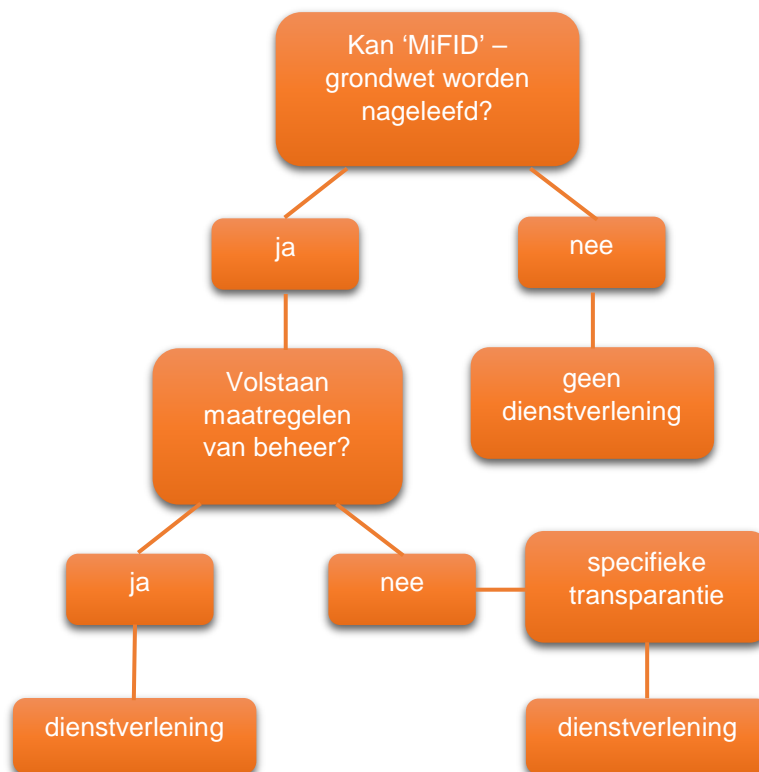 Kan ‘MiFID’ –
grondwet worden
nageleefd?
ja
nee
Volstaan
maatregelen
van beheer?
geen
dienstverlening
ja
nee
specifieke
transparantie
dienstverlening
dienstverlening